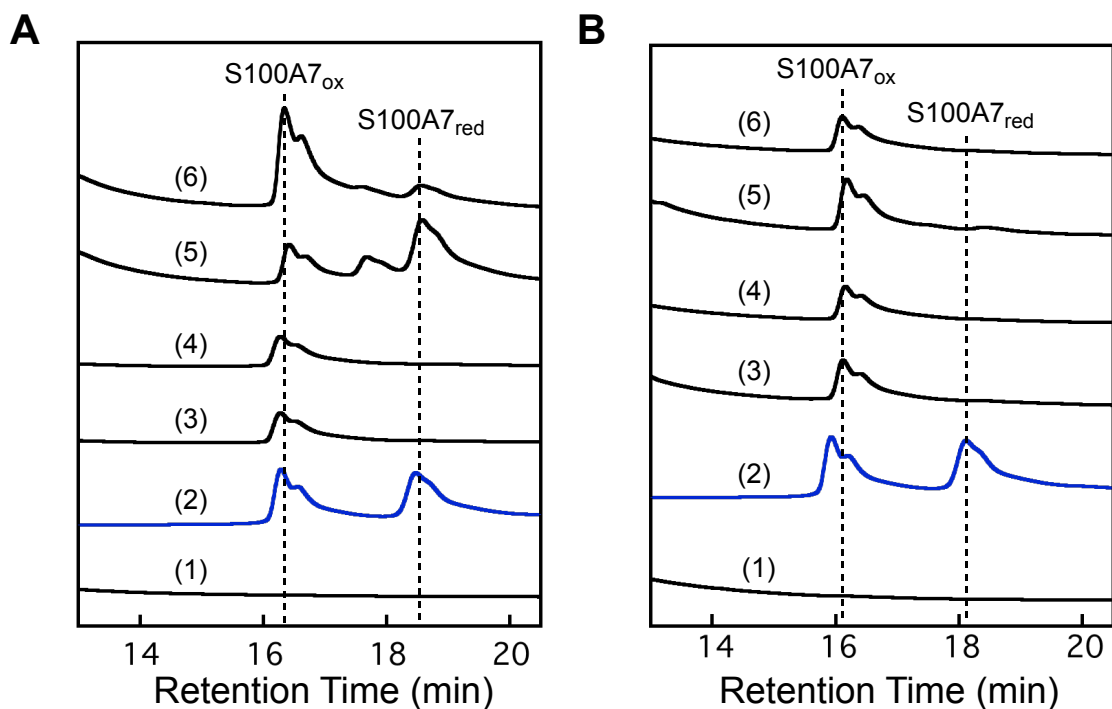 A
S100A7ox
S100A7red
(6)
(5)
(4)
(3)
(2)
(1)
14 16 18 20
Retention Time (min)
B
S100A7ox
S100A7red
(6)
(5)
(4)
(3)
(2)
(1)
14 16 18 20
Retention Time (min)